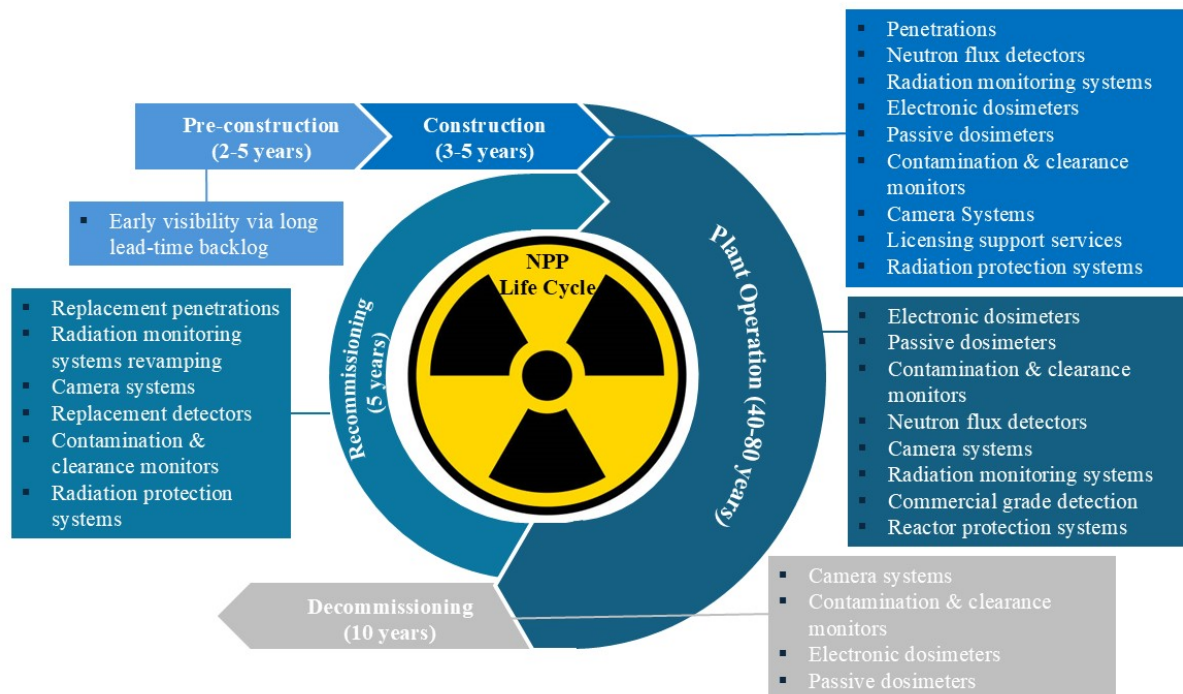 Pre-construction
(2-5 years)
Construction
(3-5 years)
▪ Penetrations
▪ Neutron flux detectors
▪ Radiation monitoring systems
▪ Electronic dosimeters
▪ Passive dosimeters
▪ Contamination & clearance
monitors
▪ Camera Systems
▪ Licensing support services
▪ Radiation protection systems
▪ Early visibility via long
lead-time backlog
NPP
Life Cycle
Plant Operation (40-80 years)
▪ Electronic dosimeters
▪ Passive dosimeters
▪ Contamination & clearance
monitors
▪ Neutron flux detectors
▪ Camera systems
▪ Radiation monitoring systems
▪ Commercial grade detection
▪ Reactor protection systems
Recommissioning
(5 years)
▪ Replacement penetrations
▪ Radiation monitoring
systems revamping
▪ Camera systems
▪ Replacement detectors
▪ Contamination &
clearance monitors
▪ Radiation protection
systems
Decommissioning
(10 years)
▪ Camera systems
▪ Contamination & clearance
monitors
▪ Electronic dosimeters
▪ Passive dosimeters